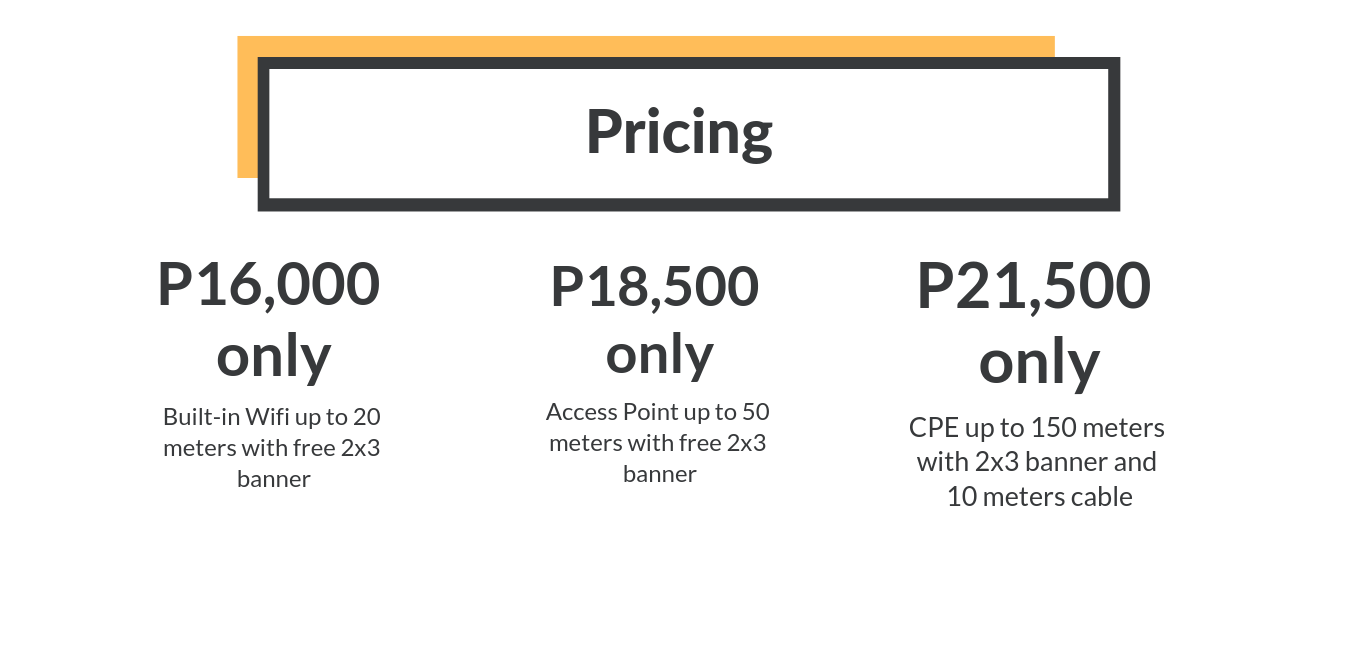 Pricing
P16,000
only
Built-in Wifi up to 20
meters with free 2x3
banner
P18,500
only
Access Point up to 50
meters with free 2x3
banner
P21,500
only
CPE up to 150 meters
with 2x3 banner and
10 meters cable